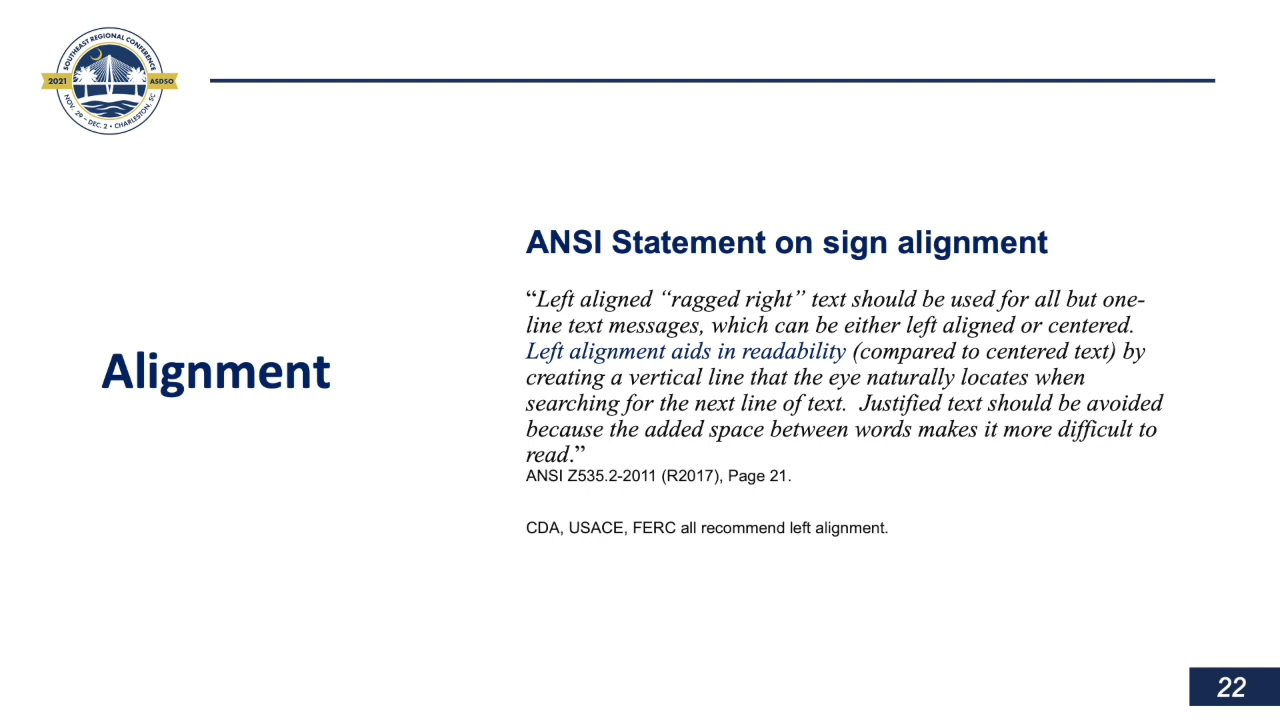 SOUTHEAST REGIONAL CONFERENCE
2021
ASDSO
NOV. 29 – DEC. 2 • CHARLESTON, SC
ANSI Statement on sign alignment
“Left aligned “ragged right” text should be used for all but one-
line text messages, which can be either left aligned or centered.
Left alignment aids in readability (compared to centered text) by
creating a vertical line that the eye naturally locates when
searching for the next line of text.  Justified text should be avoided
because the added space between words makes it more difficult to
read.”
ANSI Z535.2-2011 (R2017), Page 21.
CDA, USACE, FERC all recommend left alignment.
Alignment
22